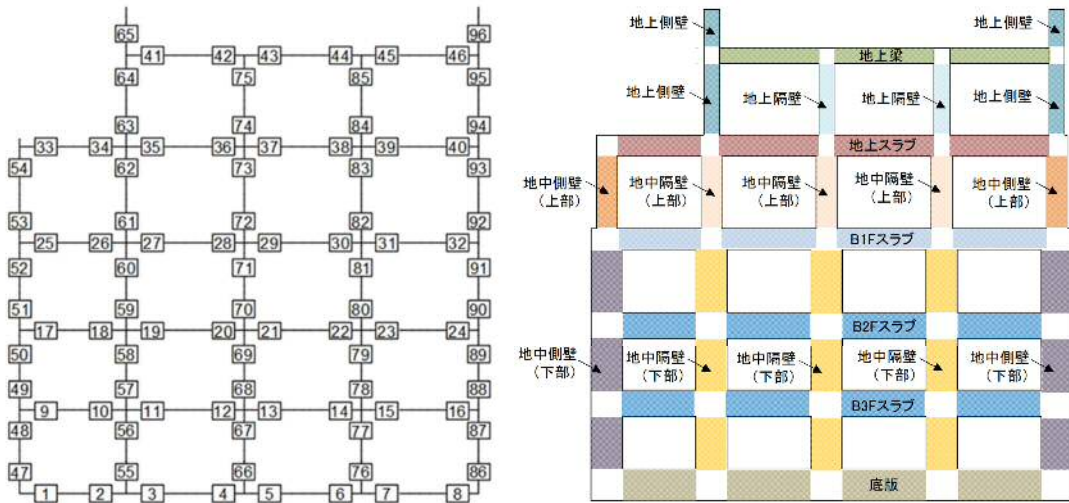 65 96
41 42 43 44 45 46
64 75 85 95
63 74 84 94
33 34 35 36 37 38 39 40
54 62 73 83 93
53 61 72 82 92
25 26 27 28 29 30 31 32
52 60 71 81 91
51 59 70 80 90
17 18 19 20 21 22 23 24
50 58 69 79 89
49 57 68 78 88
9 10 11 12 13 14 15 16
48 56 67 77 87
47 55 66 76 86
1 2 3 4 5 6 7 8
地上側壁 地上側壁
地上梁
地上側壁 地上隔壁 地上隔壁 地上側壁
地上スラブ
地中側壁 地中隔壁 地中隔壁 地中隔壁 地中側壁
(上部) (上部) (上部) (上部) (上部)
B1Fスラブ
B2Fスラブ
地中側壁 地中隔壁 地中隔壁 地中隔壁 地中側壁
(下部) (下部) (下部) (下部) (下部)
B3Fスラブ
底版